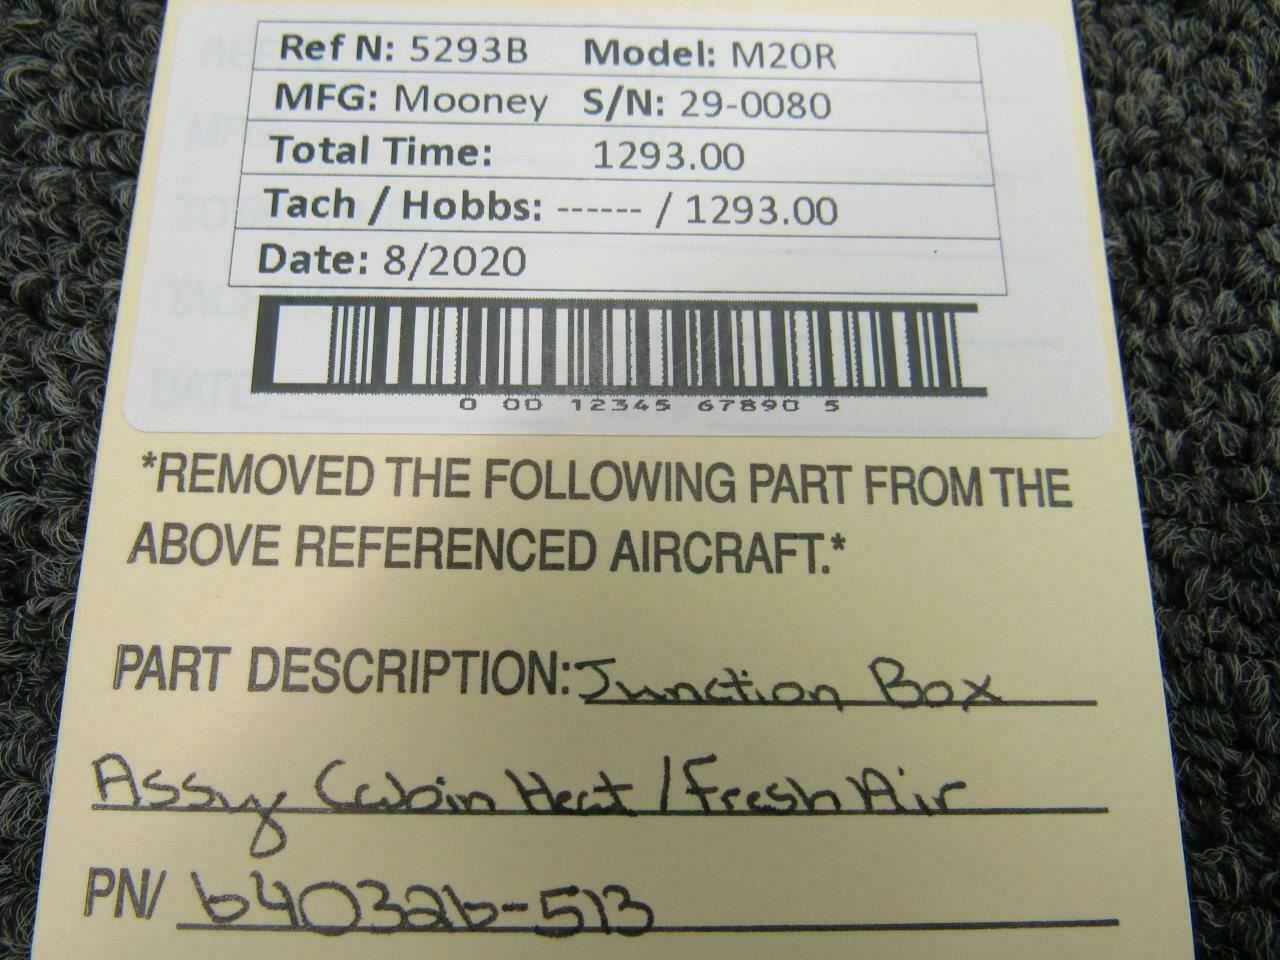 Ref N: 5293B Model: M20R
MFG: Mooney S/N: 29-0080
Total Time: 1293.00
Tach / Hobbs: ------ / 1293.00
Date: 8/2020
0 00 12345 67890 5
*REMOVED THE FOLLOWING PART FROM THE
ABOVE REFERENCED AIRCRAFT.*
PART DESCRIPTION: Junction Box
Assy Cabin Heat / Fresh Air
PN/ 640326-513